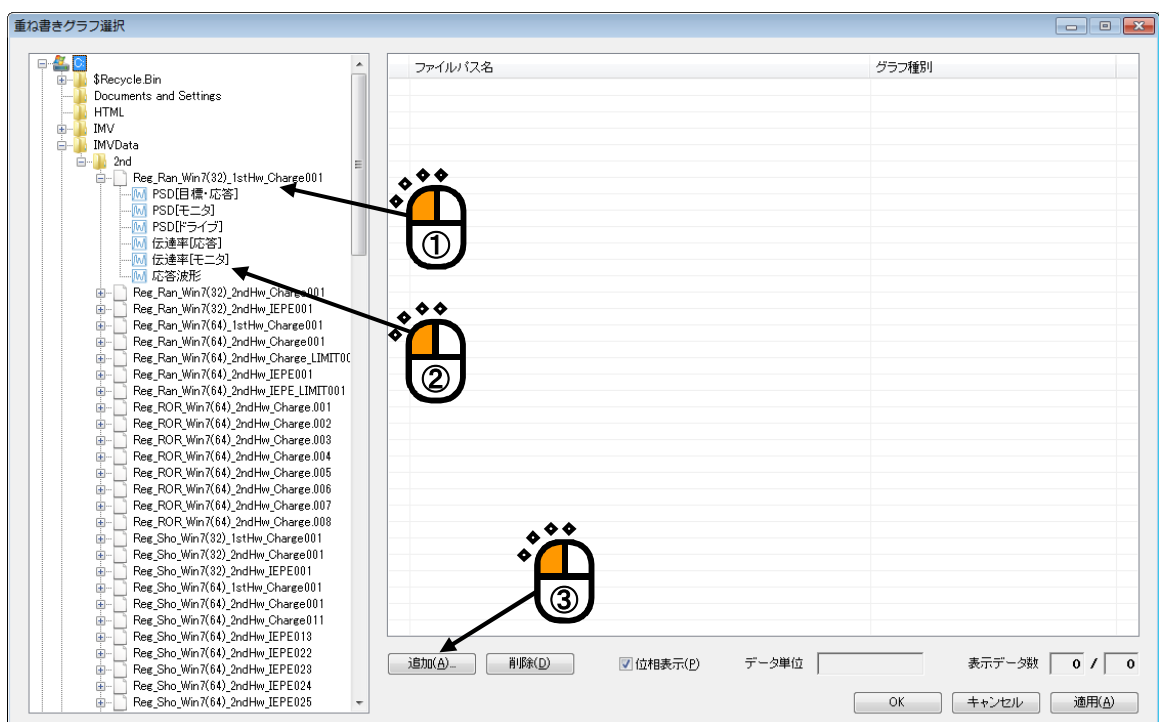 重ね書きグラフ選択
C:
$Recycle.Bin
Documents and Settings
HTML
IMV
IMVData
2nd
Reg_Ran_Win7(32)_1stHw_Charge001
PSD[目標・応答]
PSD[モニタ]
PSD[ドライブ]
伝達率[応答]
伝達率[モニタ]
応答波形
Reg_Ran_Win7(32)_2ndHw_Charge001
Reg_Ran_Win7(32)_2ndHw_IEPE001
Reg_Ran_Win7(64)_1stHw_Charge001
Reg_Ran_Win7(64)_2ndHw_Charge001
Reg_Ran_Win7(64)_2ndHw_Charge_LIMIT00
Reg_Ran_Win7(64)_2ndHw_IEPE001
Reg_Ran_Win7(64)_2ndHw_IEPE_LIMIT001
Reg_ROR_Win7(64)_2ndHw_Charge.001
Reg_ROR_Win7(64)_2ndHw_Charge.002
Reg_ROR_Win7(64)_2ndHw_Charge.003
Reg_ROR_Win7(64)_2ndHw_Charge.004
Reg_ROR_Win7(64)_2ndHw_Charge.005
Reg_ROR_Win7(64)_2ndHw_Charge.006
Reg_ROR_Win7(64)_2ndHw_Charge.007
Reg_ROR_Win7(64)_2ndHw_Charge.008
Reg_Sho_Win7(32)_1stHw_Charge001
Reg_Sho_Win7(32)_2ndHw_Charge001
Reg_Sho_Win7(32)_2ndHw_IEPE001
Reg_Sho_Win7(64)_1stHw_Charge001
Reg_Sho_Win7(64)_2ndHw_Charge001
Reg_Sho_Win7(64)_2ndHw_Charge011
Reg_Sho_Win7(64)_2ndHw_IEPE013
Reg_Sho_Win7(64)_2ndHw_IEPE022
Reg_Sho_Win7(64)_2ndHw_IEPE023
Reg_Sho_Win7(64)_2ndHw_IEPE024
Reg_Sho_Win7(64)_2ndHw_IEPE025
ファイルパス名 グラフ種別
①
②
③
追加(A)... 削除(D) 位相表示(P) データ単位 表示データ数 0 / 0
OK キャンセル 適用(A)